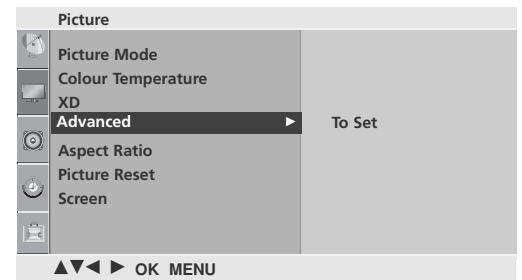 Picture
Picture Mode
Colour Temperature
XD
Advanced ► To Set
Aspect Ratio
Picture Reset
Screen
▲▼◄ ► OK MENU